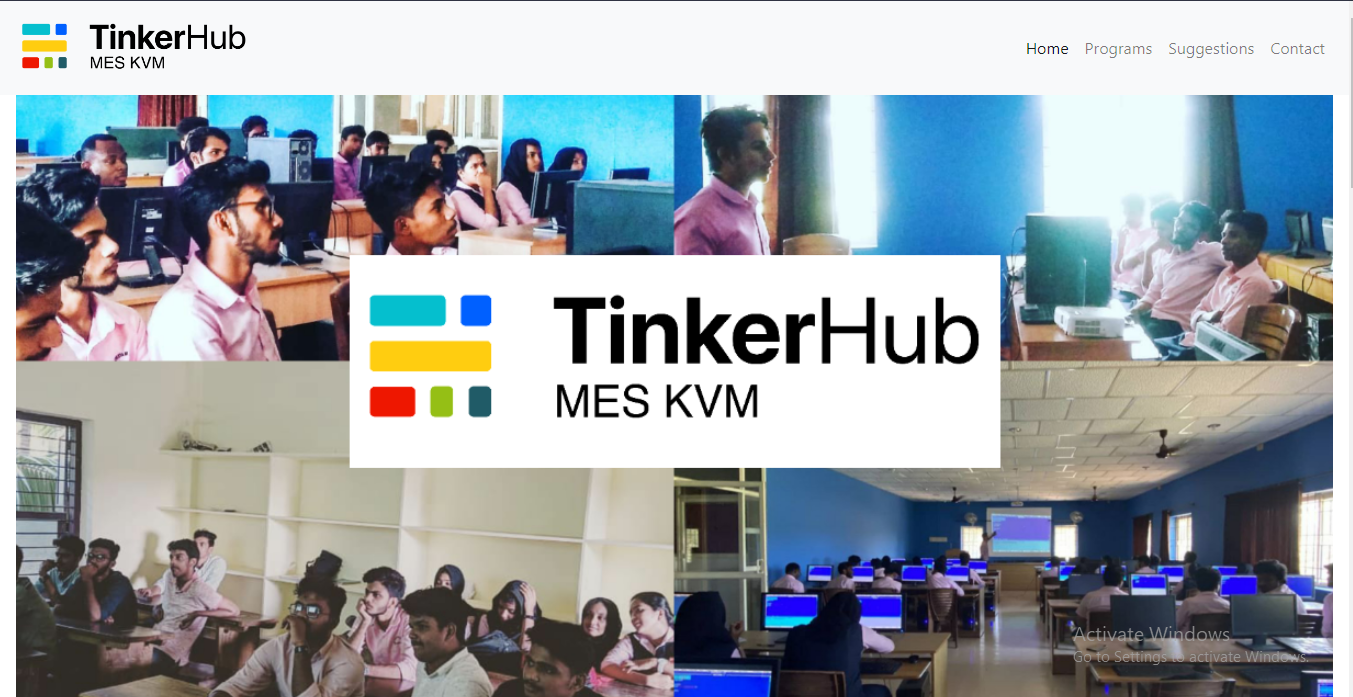 TinkerHub
MES KVM
Home Programs Suggestions Contact
TinkerHub
MES KVM
Activate Windows
Go to Settings to activate Windows.